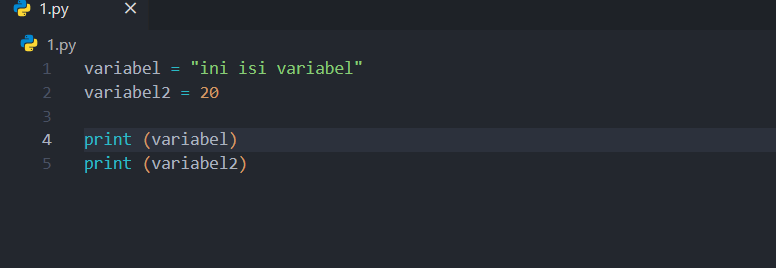 1.py ×
1.py
1 variabel = "ini isi variabel"
2 variabel2 = 20
3
4 print (variabel)
5 print (variabel2)